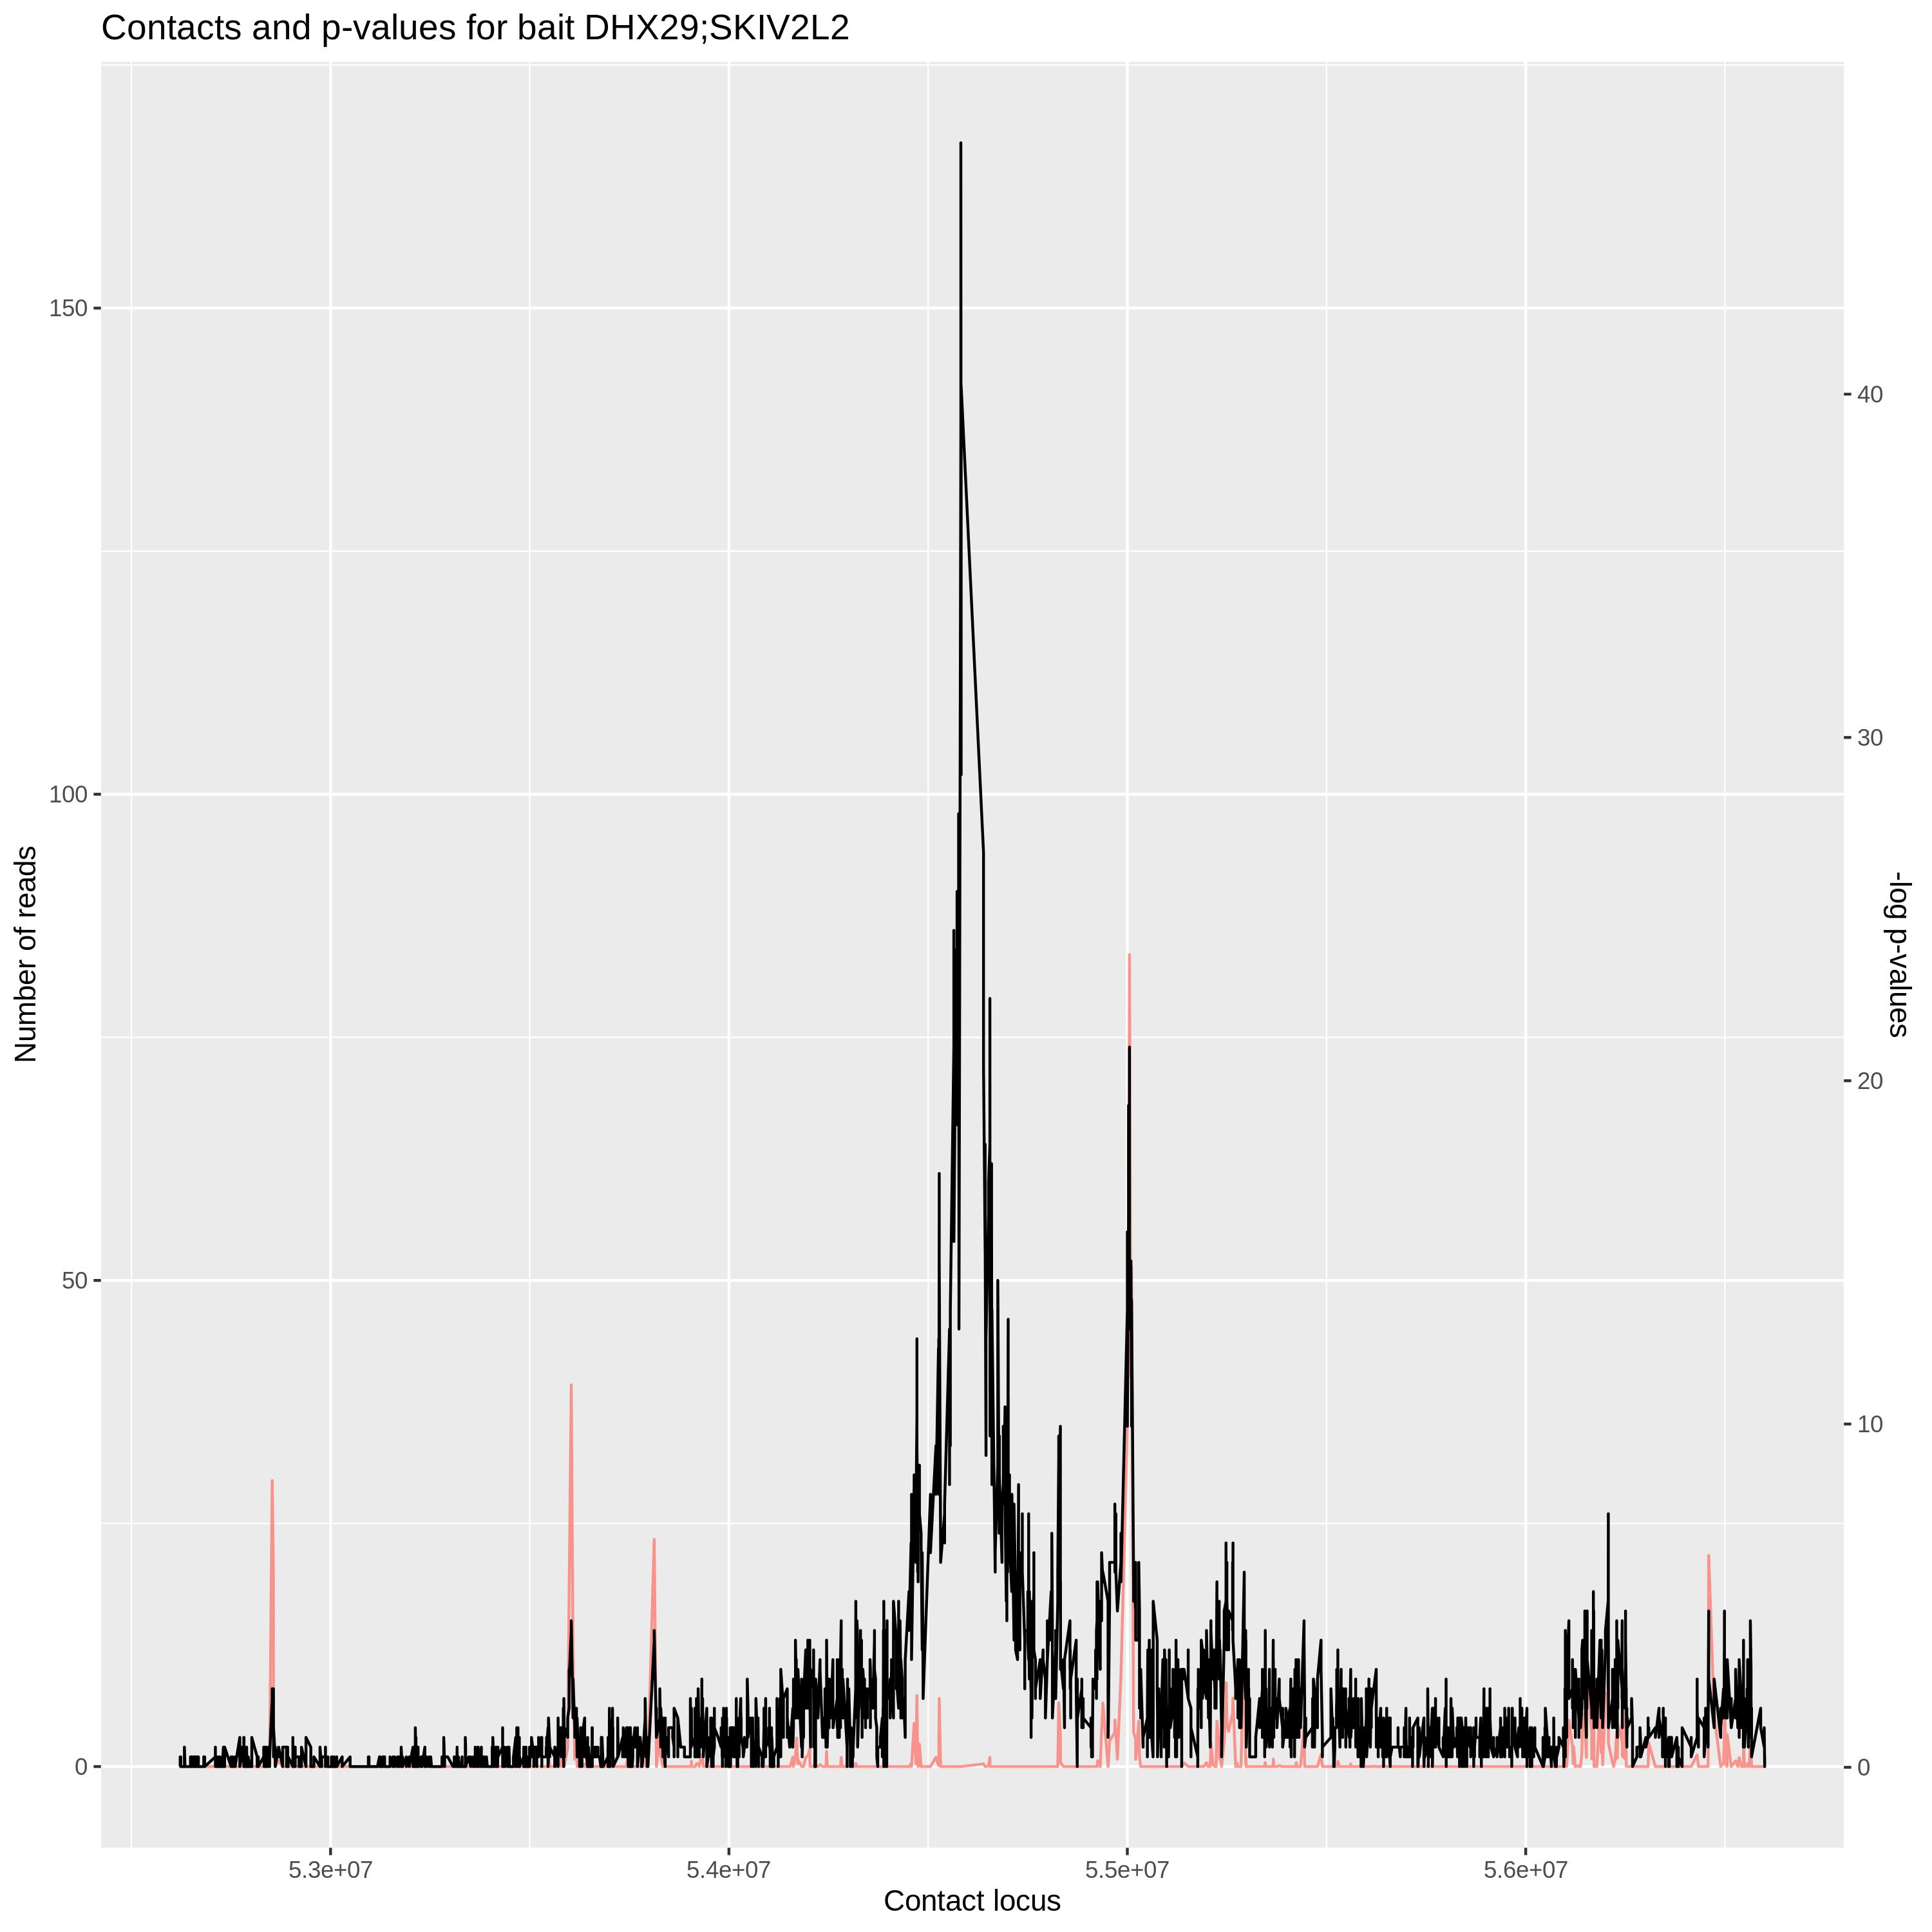 Contacts and p-values for bait DHX29;SKIV2L2
150
100
50
0
Number of reads
40
30
20
10
0
-log p-values
5.3e+07
5.4e+07
5.5e+07
5.6e+07
Contact locus